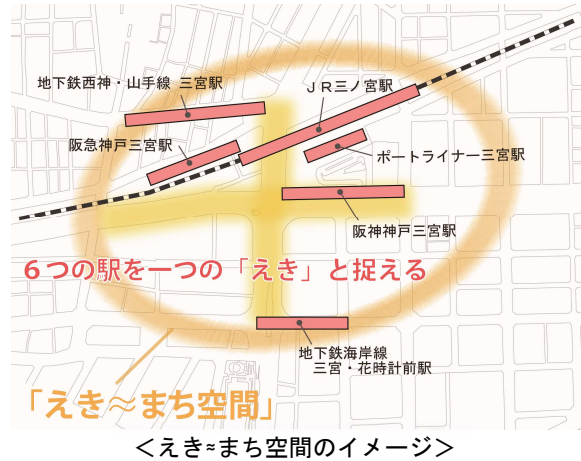 地下鉄西神・山手線 三宮駅
JR三ノ宮駅
阪急神戸三宮駅
ポートライナー三宮駅
阪神神戸三宮駅
6つの駅を一つの「えき」と捉える
地下鉄海岸線
三宮・花時計前駅
「えき≈まち空間」
＜えき≈まち空間のイメージ＞